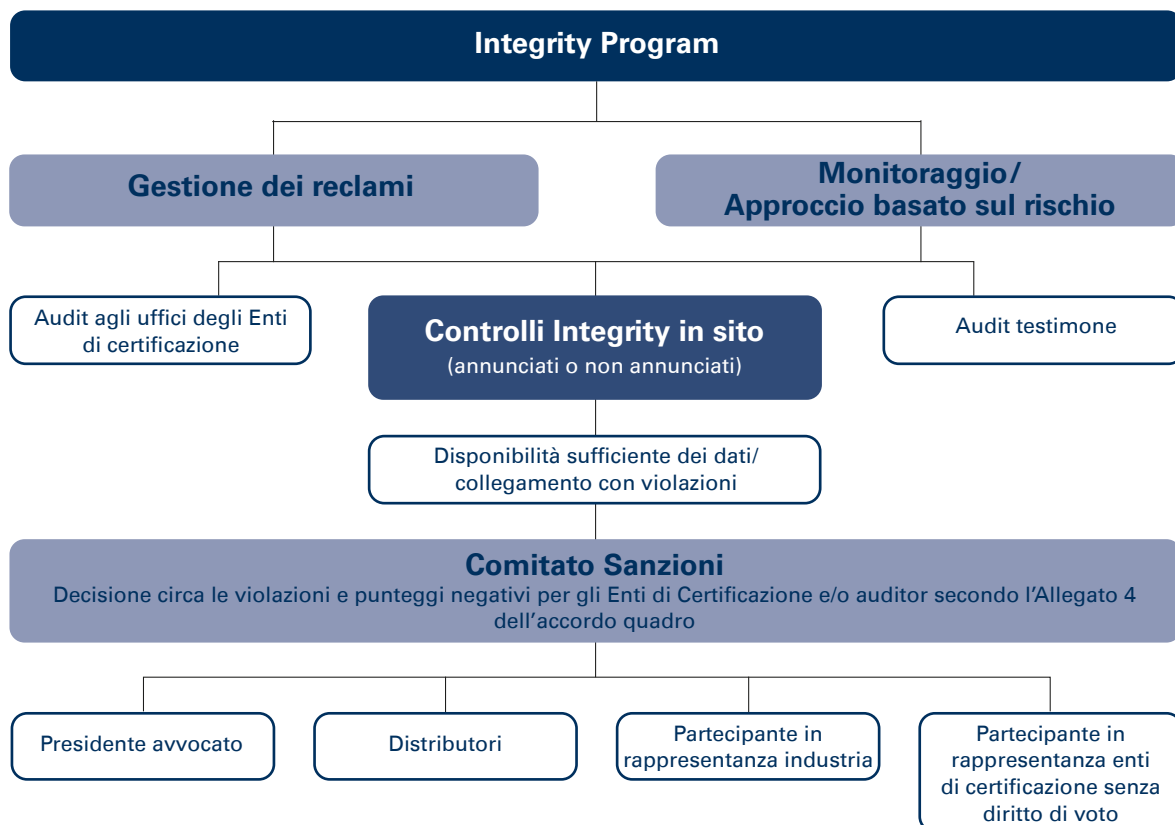 Integrity Program
Gestione dei reclami
Monitoraggio/
Approccio basato sul rischio
Audit agli uffici degli Enti
di certificazione
Controlli Integrity in sito
(annunciati o non annunciati)
Audit testimone
Disponibilità sufficiente dei dati/
collegamento con violazioni
Comitato Sanzioni
Decisione circa le violazioni e punteggi negativi per gli Enti di Certificazione e/o auditor secondo l'Allegato 4
dell'accordo quadro
Presidente avvocato
Distributori
Partecipante in
rappresentanza industria
Partecipante in
rappresentanza enti
di certificazione senza
diritto di voto